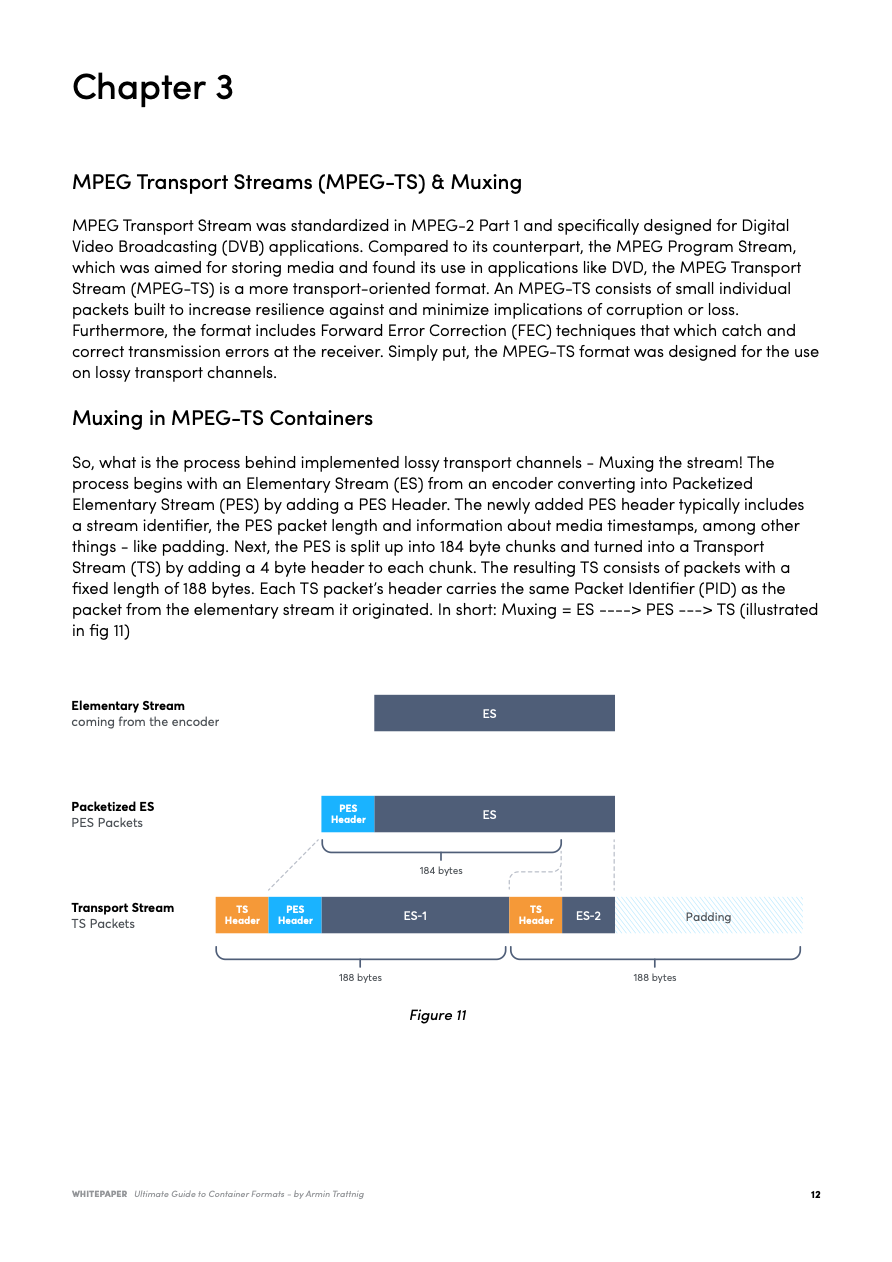 Chapter 3
MPEG Transport Streams (MPEG-TS) & Muxing
MPEG Transport Stream was standardized in MPEG-2 Part 1 and specifically designed for Digital
Video Broadcasting (DVB) applications. Compared to its counterpart, the MPEG Program Stream,
which was aimed for storing media and found its use in applications like DVD, the MPEG Transport
Stream (MPEG-TS) is a more transport-oriented format. An MPEG-TS consists of small individual
packets built to increase resilience against and minimize implications of corruption or loss.
Furthermore, the format includes Forward Error Correction (FEC) techniques that which catch and
correct transmission errors at the receiver. Simply put, the MPEG-TS format was designed for the use
on lossy transport channels.
Muxing in MPEG-TS Containers
So, what is the process behind implemented lossy transport channels - Muxing the stream! The
process begins with an Elementary Stream (ES) from an encoder converting into Packetized
Elementary Stream (PES) by adding a PES Header. The newly added PES header typically includes
a stream identifier, the PES packet length and information about media timestamps, among other
things - like padding. Next, the PES is split up into 184 byte chunks and turned into a Transport
Stream (TS) by adding a 4 byte header to each chunk. The resulting TS consists of packets with a
fixed length of 188 bytes. Each TS packet's header carries the same Packet Identifier (PID) as the
packet from the elementary stream it originated. In short: Muxing = ES ----> PES ---> TS (illustrated
in fig 11)
Elementary Stream
coming from the encoder
ES
Packetized ES
PES Packets
PES
Header
ES
184 bytes
Transport Stream
TS Packets
TS
Header
PES
Header
ES-1
TS
Header
ES-2
Padding
188 bytes
188 bytes
Figure 11
WHITEPAPER Ultimate Guide to Container Formats - by Armin Trattnig
12